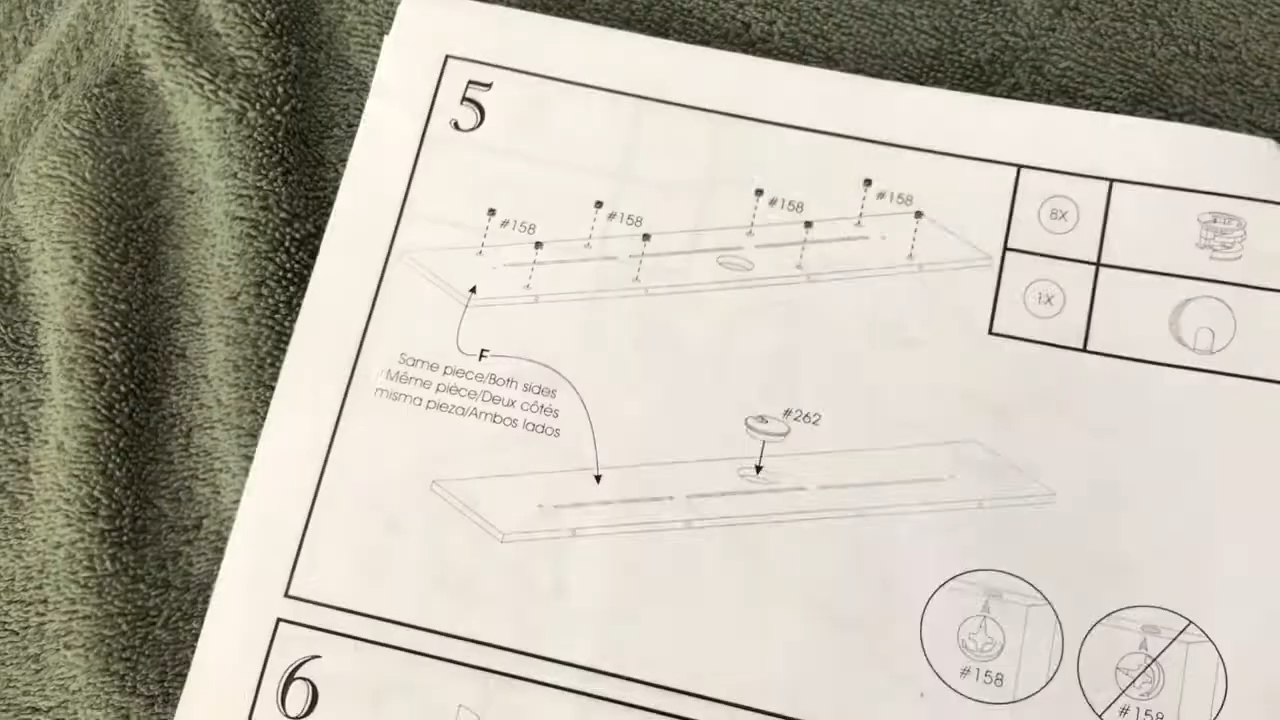 5
#158
#158
#158
#158
8X
1X
F
Same piece/Both sides
Même pièce/Deux côtés
misma pieza/Ambos lados
#262
#158
#158
6